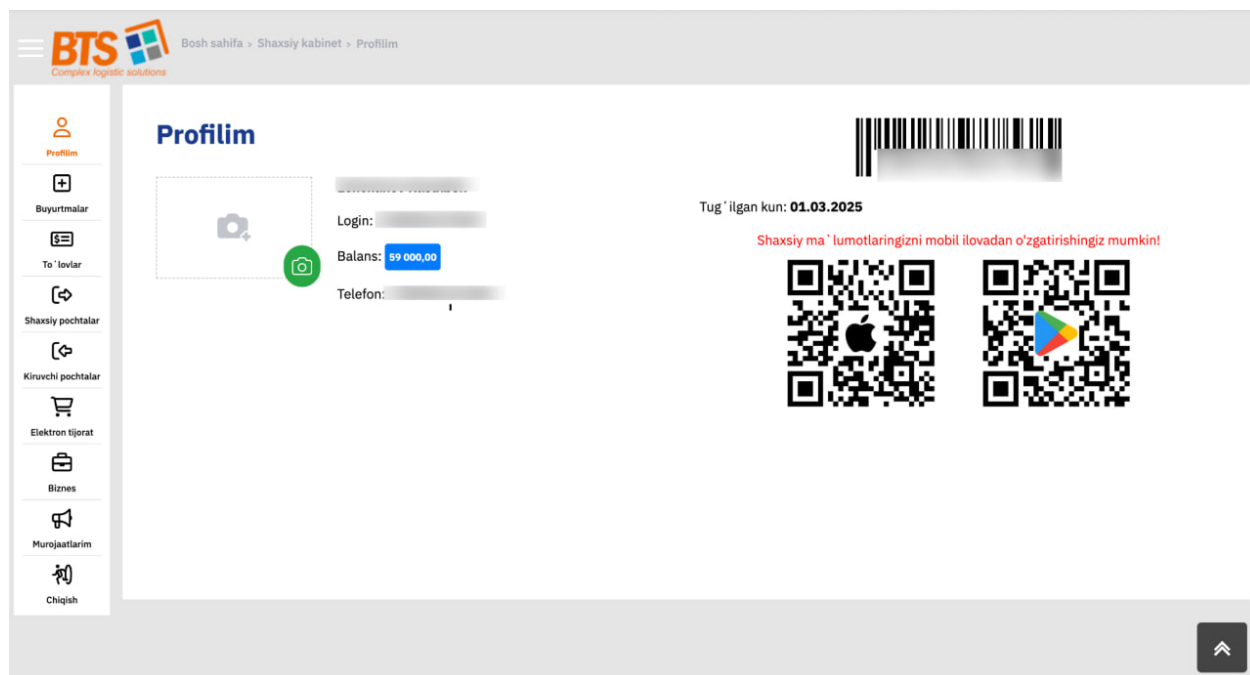 BTS
Complex logistic solutions
Bosh sahifa > Shaxsiy kabinet > Profilim
Profilim
Buyurtmalar
To`lovlar
Shaxsiy pochtalar
Kiruvchi pochtalar
Elektron tijorat
Biznes
Murojaatlarim
Chiqish
Profilim
Login:
Balans: 59 000,00
Telefon:
Tug`ilgan kun: 01.03.2025
Shaxsiy ma`lumotlaringizni mobil ilovadan o'zgatirishingiz mumkin!